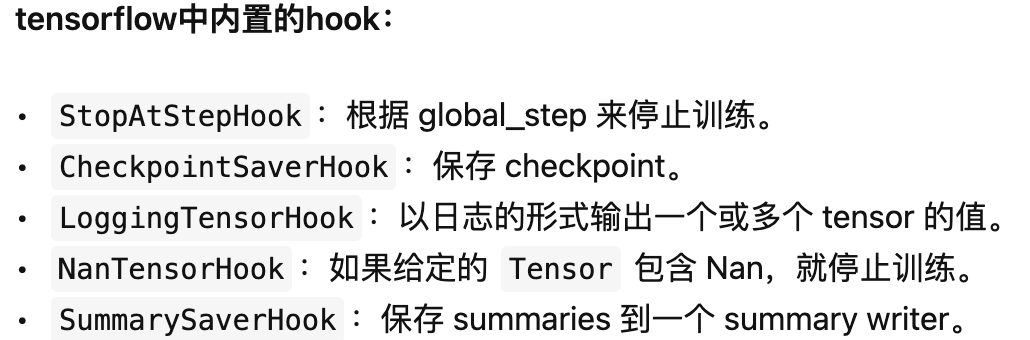 tensorflow中内置的hook：
• StopAtStepHook： 根据 global_step 来停止训练。
• CheckpointSaverHook： 保存 checkpoint。
• LoggingTensorHook： 以日志的形式输出一个或多个 tensor 的值。
• NanTensorHook： 如果给定的 Tensor 包含 Nan，就停止训练。
• SummarySaverHook： 保存 summaries 到一个 summary writer。